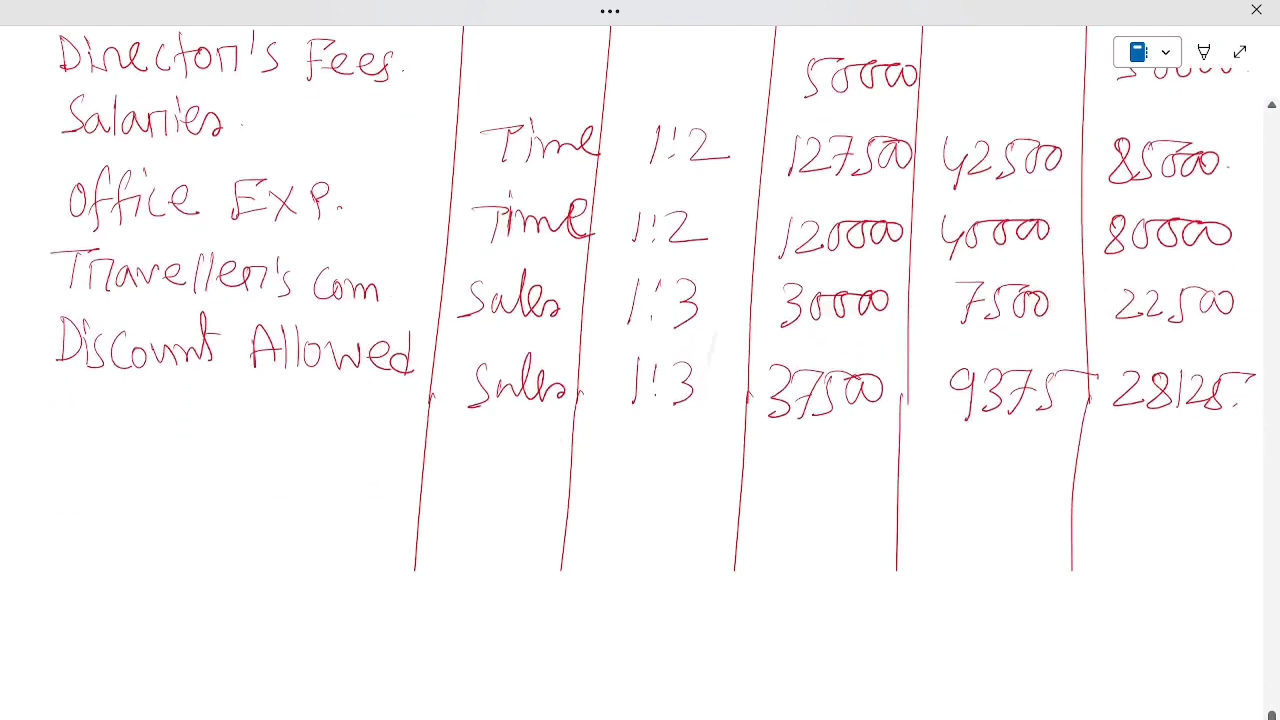 Director's Fees. 50000 50000.
Salaries. Time 1:2 127500 42500 85000.
Office Exp. Time 1:2 120000 40000 80000
Traveller's com Sales 1:3 30000 7500 22500
Discount Allowed Sales 1:3 37500 9375 28125.